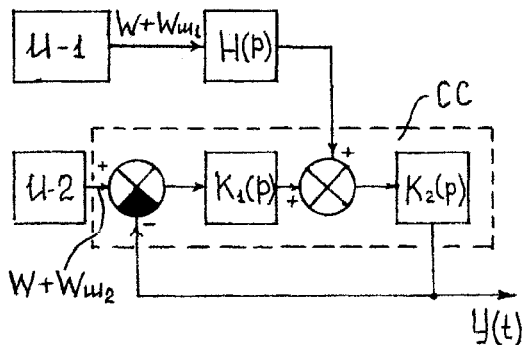 И-1
W+Wш₁
H(p)
CC
И-2
+
-
K₁(p)
+
+
K₂(p)
W+Wш₂
y(t)